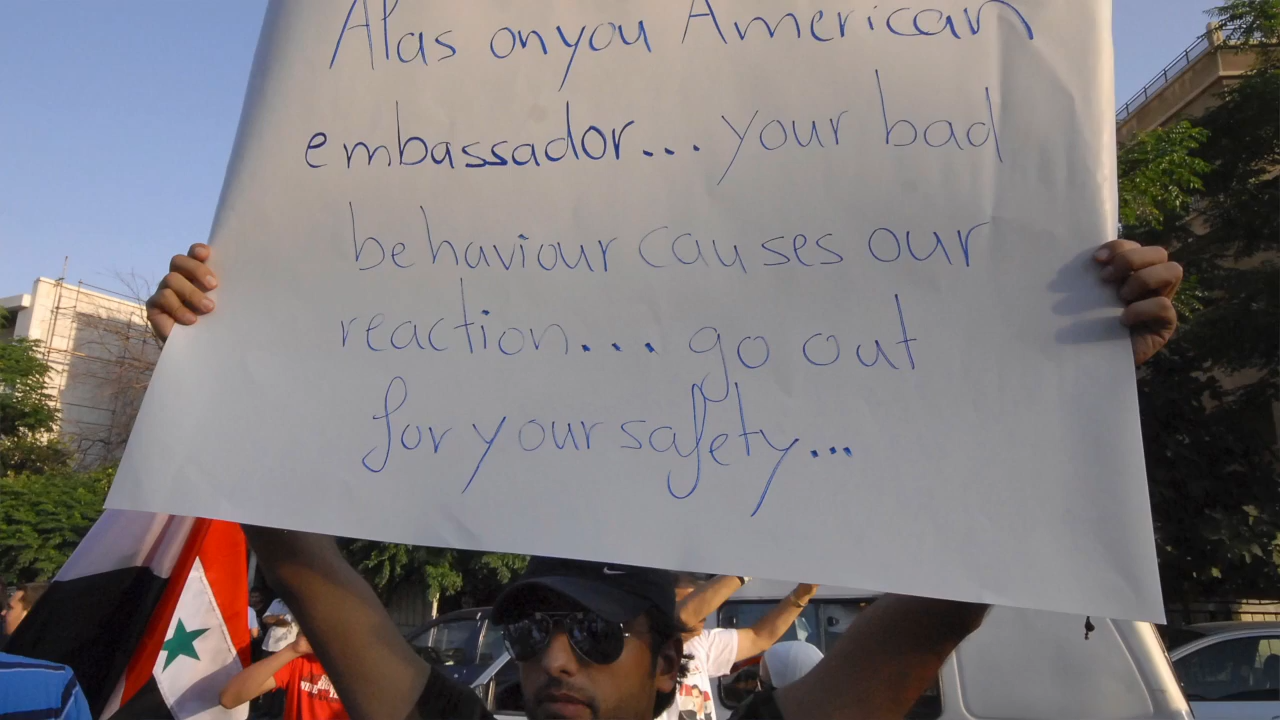 Alas on you American
embassador... your bad
behaviour causes our
reaction... go out
for your safety...